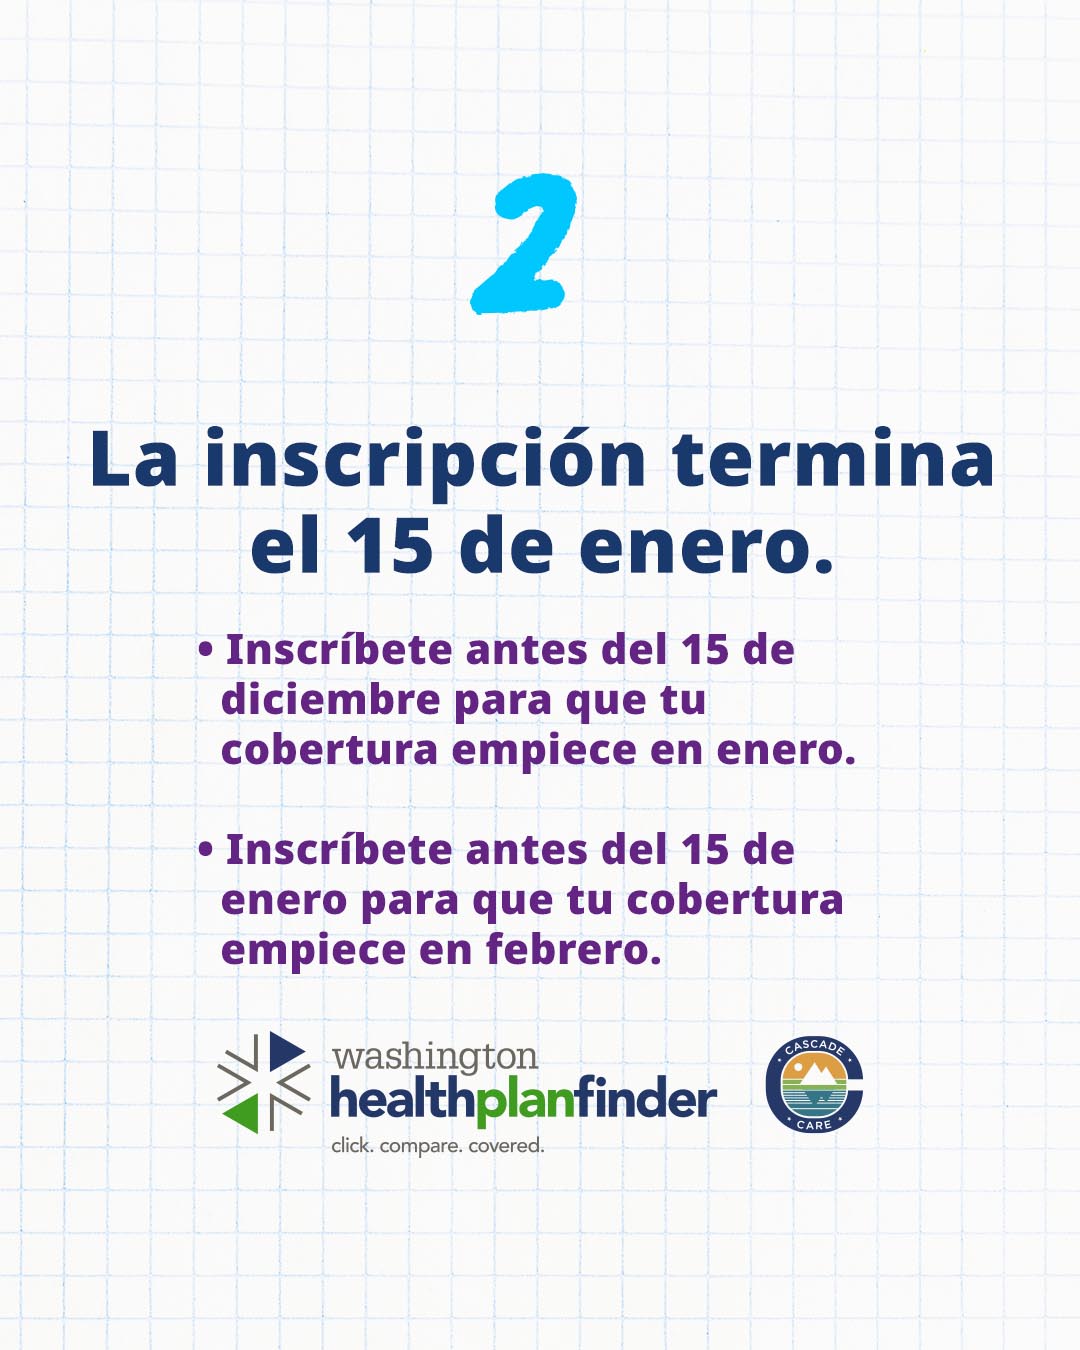 2
La inscripción termina
el 15 de enero.
• Inscríbete antes del 15 de
diciembre para que tu
cobertura empiece en enero.
• Inscríbete antes del 15 de
enero para que tu cobertura
empiece en febrero.
washington
healthplanfinder
click. compare. covered.
CASCADE
CARE